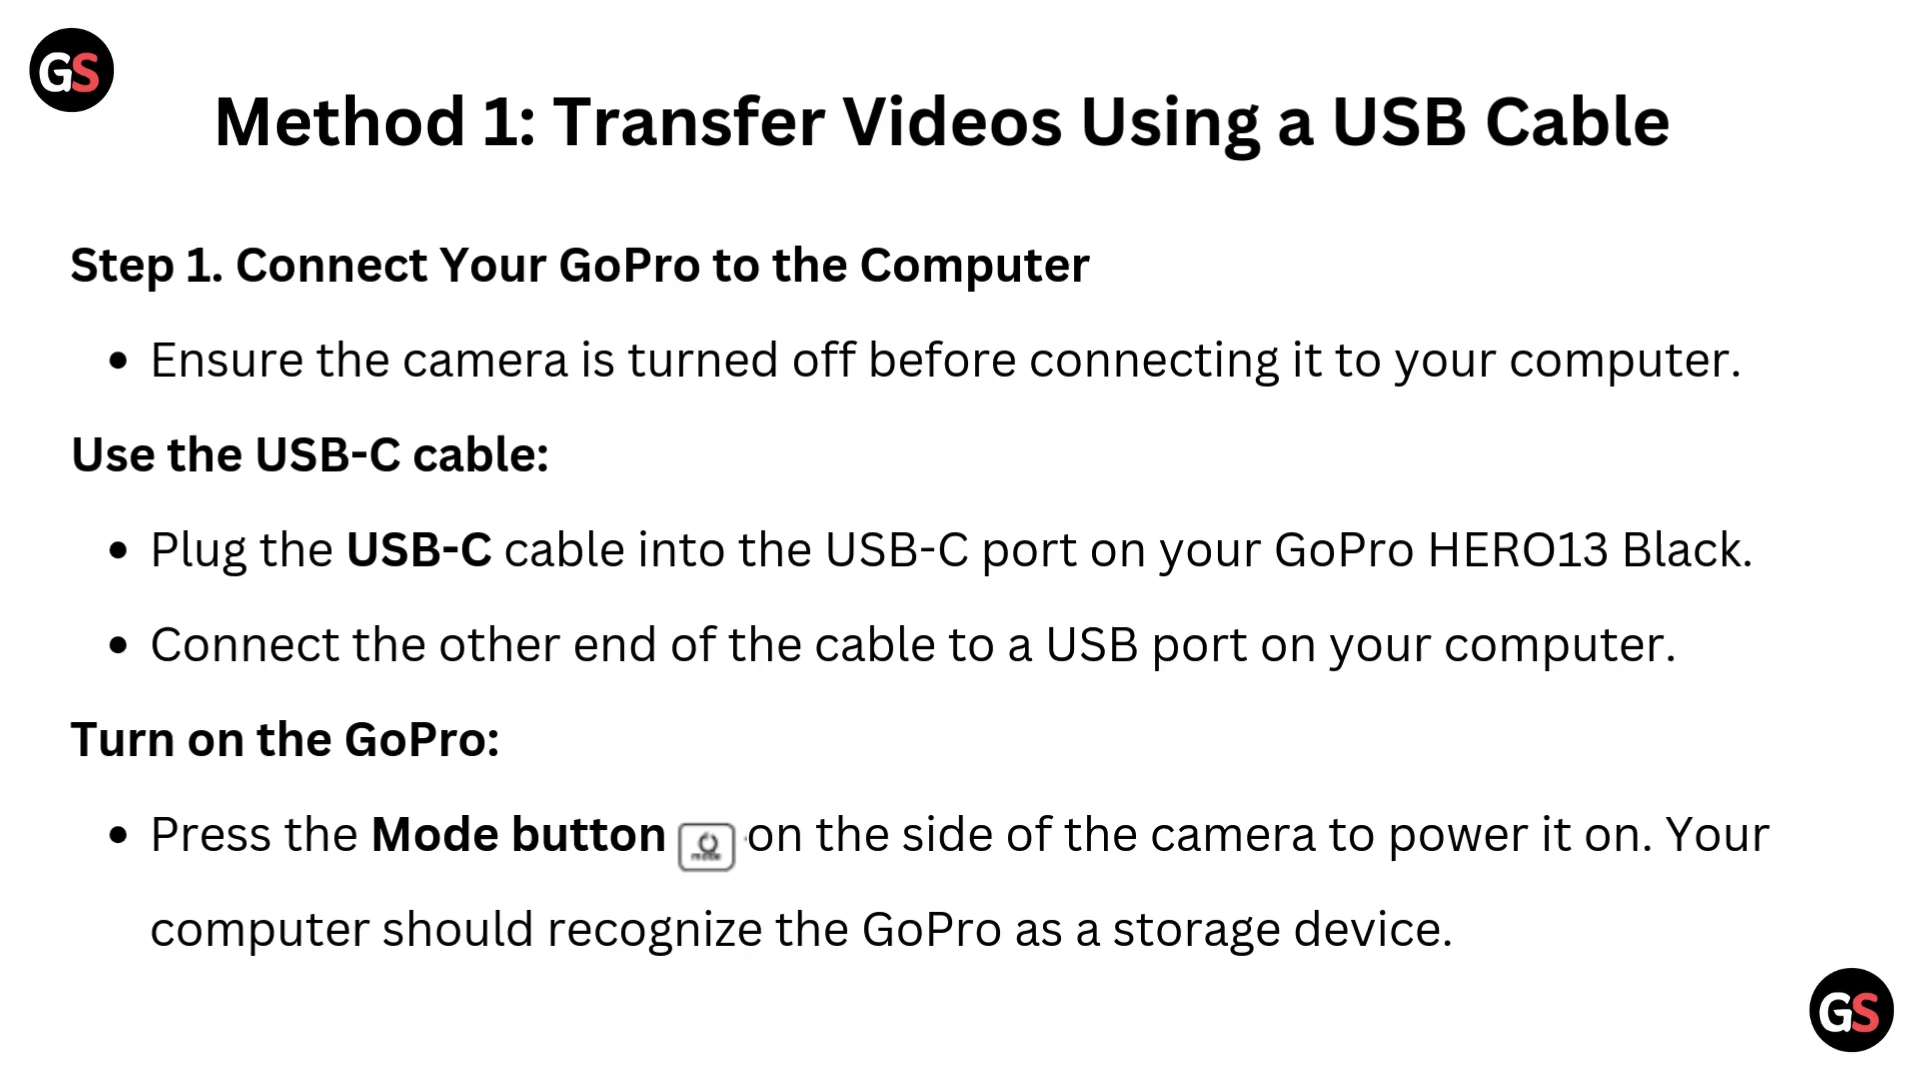 GS
Method 1: Transfer Videos Using a USB Cable
Step 1. Connect Your GoPro to the Computer
• Ensure the camera is turned off before connecting it to your computer.
Use the USB-C cable:
• Plug the USB-C cable into the USB-C port on your GoPro HERO13 Black.
• Connect the other end of the cable to a USB port on your computer.
Turn on the GoPro:
• Press the Mode button on the side of the camera to power it on. Your
computer should recognize the GoPro as a storage device.
GS